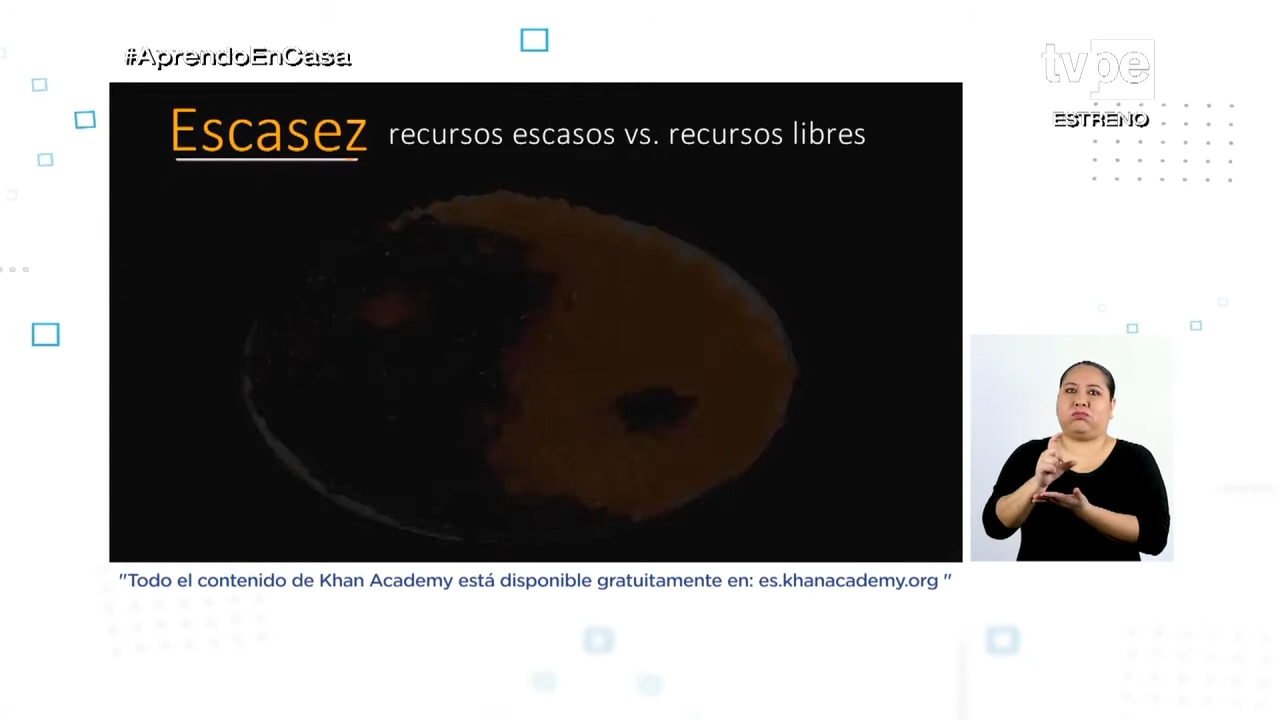 #AprendoEnCasa
tvpe
ESTRENO
Escasez recursos escasos vs. recursos libres
"Todo el contenido de Khan Academy está disponible gratuitamente en: es.khanacademy.org "